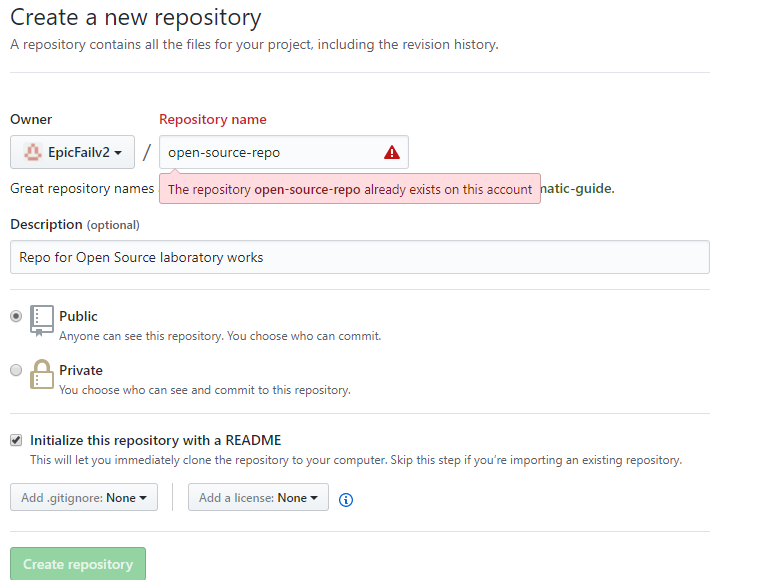 Create a new repository
A repository contains all the files for your project, including the revision history.
Owner
Repository name
EpicFailv2 / open-source-repo
Great repository names
The repository open-source-repo already exists on this account
natic-guide.
Description (optional)
Repo for Open Source laboratory works
Public
Anyone can see this repository. You choose who can commit.
Private
You choose who can see and commit to this repository.
Initialize this repository with a README
This will let you immediately clone the repository to your computer. Skip this step if you’re importing an existing repository.
Add .gitignore: None
Add a license: None
Create repository